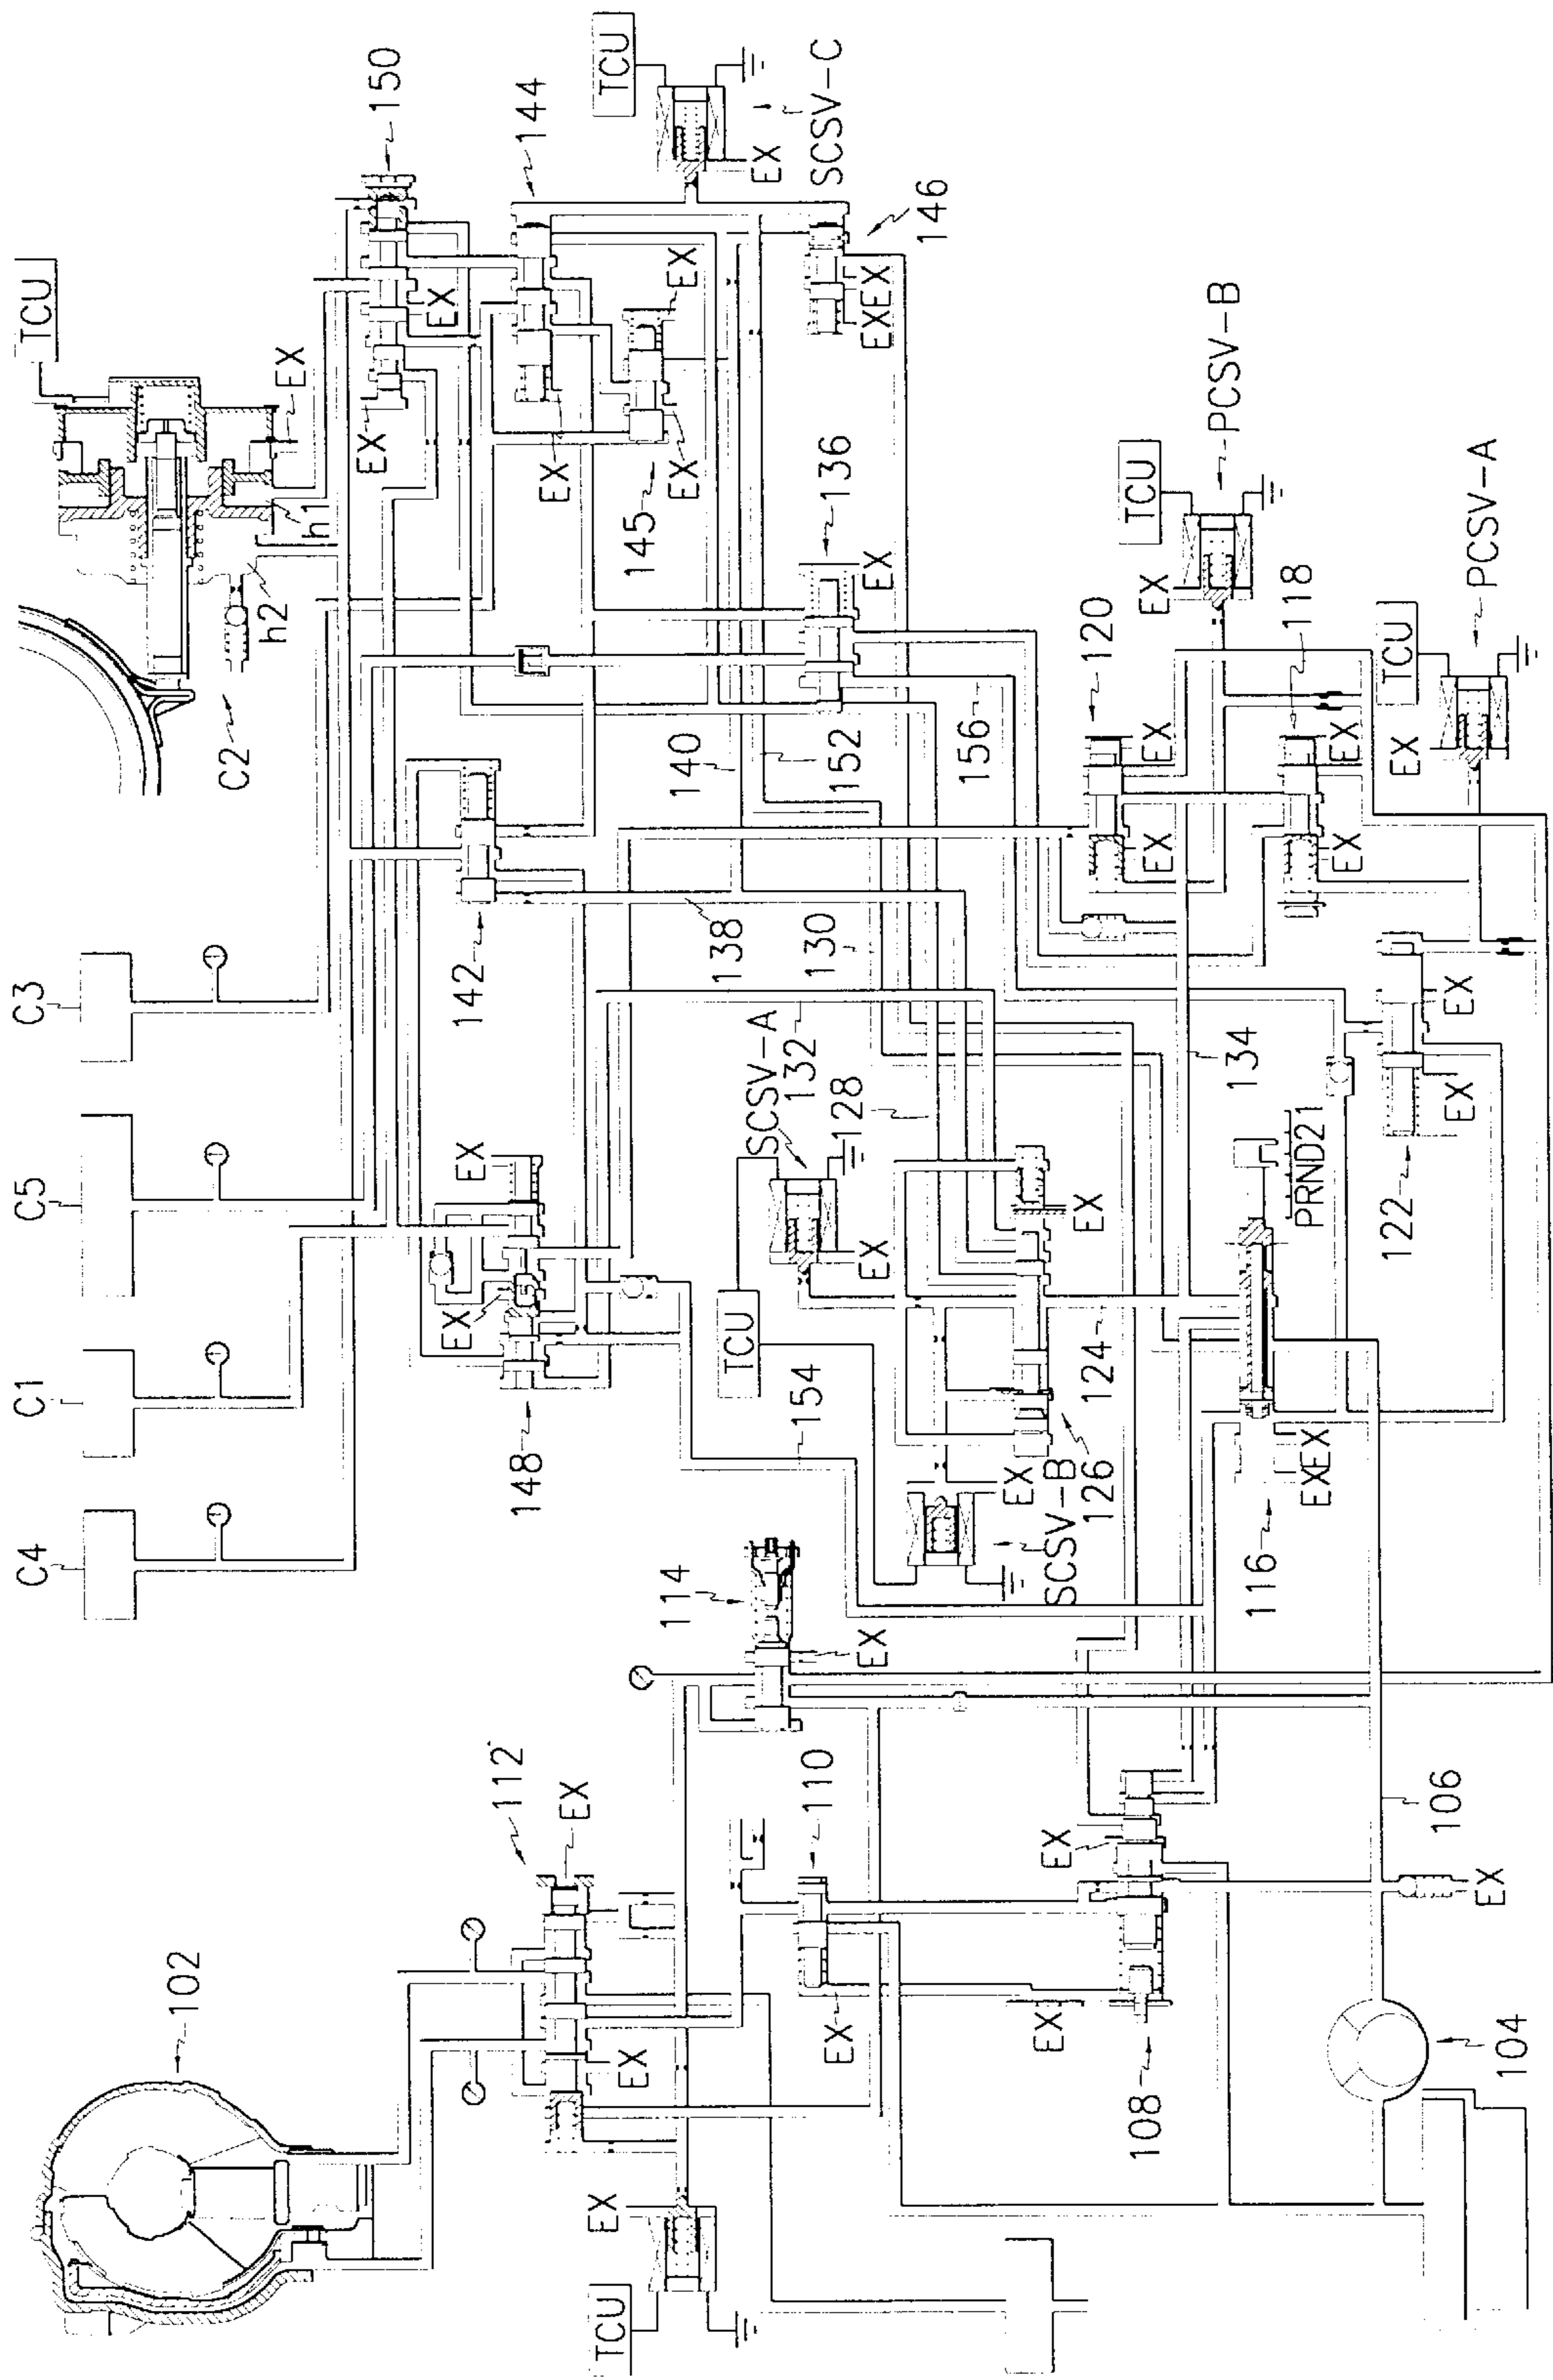 C4
C1
C5
C3
TCU
102
C2
h2
EX
h1
EX
150
EX
EX
EX
142
148
112
144
EX
EX
EX
TCU
TCU
EX
145
EX
EX
114
140
138
TCU
SCSV-A
EX
110
154
132
130
SCSV-C
EX
EX
EX
128
152
136
EX
EXEX
146
156
EX
EX
EX
SCSV-B
126
124
EX
120
TCU
108
EX
EX
EX
PCSV-B
116
134
118
EXEX
PRND21
EX
EX
122
TCU
EX
106
EX
EX
PCSV-A
EX
104